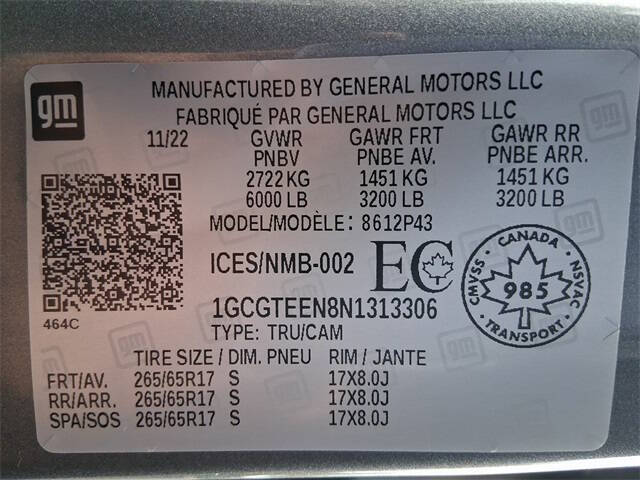 gm
MANUFACTURED BY GENERAL MOTORS LLC
FABRIQUÉ PAR GENERAL MOTORS LLC
11/22 GVWR GAWR FRT GAWR RR
PNBV PNBE AV. PNBE ARR.
2722 KG 1451 KG 1451 KG
6000 LB 3200 LB 3200 LB
MODEL/MODÈLE: 8612P43
ICES/NMB-002 EC
CANADA
CMVSS 985 NSVAC
TRANSPORT
464C
1GCGTEEN8N1313306
TYPE: TRU/CAM
TIRE SIZE / DIM. PNEU RIM / JANTE
FRT/AV. 265/65R17 S 17X8.0J
RR/ARR. 265/65R17 S 17X8.0J
SPA/SOS 265/65R17 S 17X8.0J